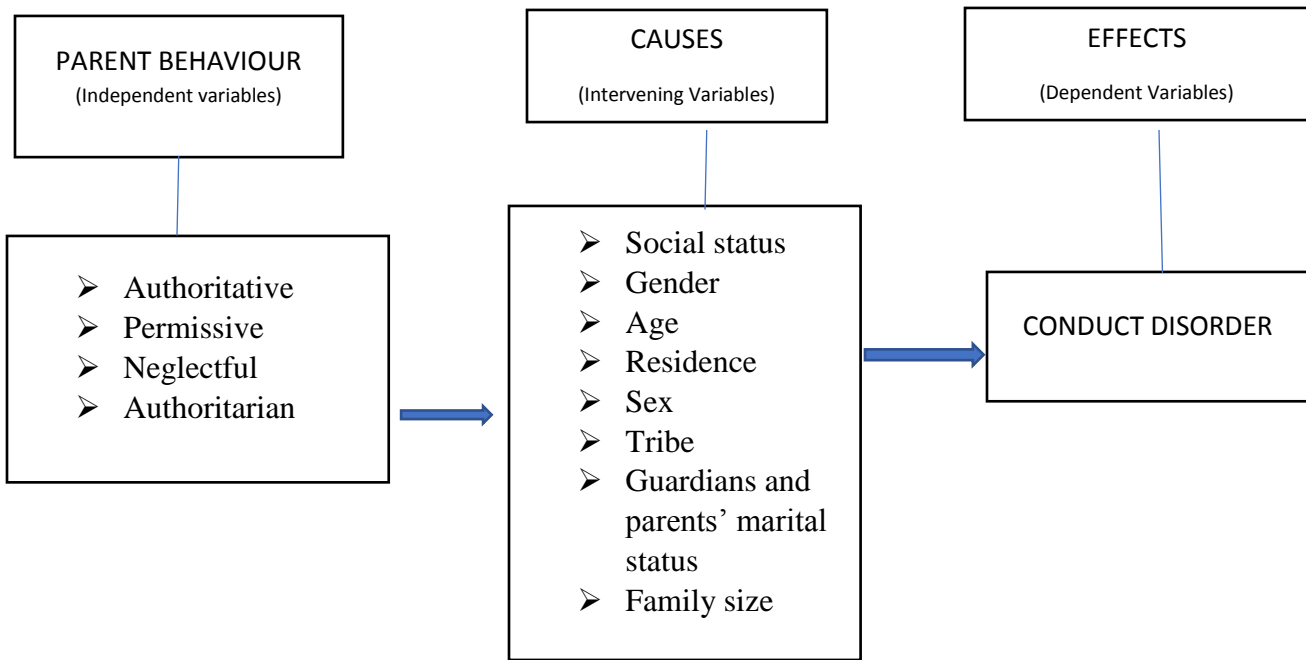 PARENT BEHAVIOUR
(Independent variables)
➢ Authoritative
➢ Permissive
➢ Neglectful
➢ Authoritarian
CAUSES
(Intervening Variables)
➢ Social status
➢ Gender
➢ Age
➢ Residence
➢ Sex
➢ Tribe
➢ Guardians and
parents’ marital
status
➢ Family size
EFFECTS
(Dependent Variables)
CONDUCT DISORDER